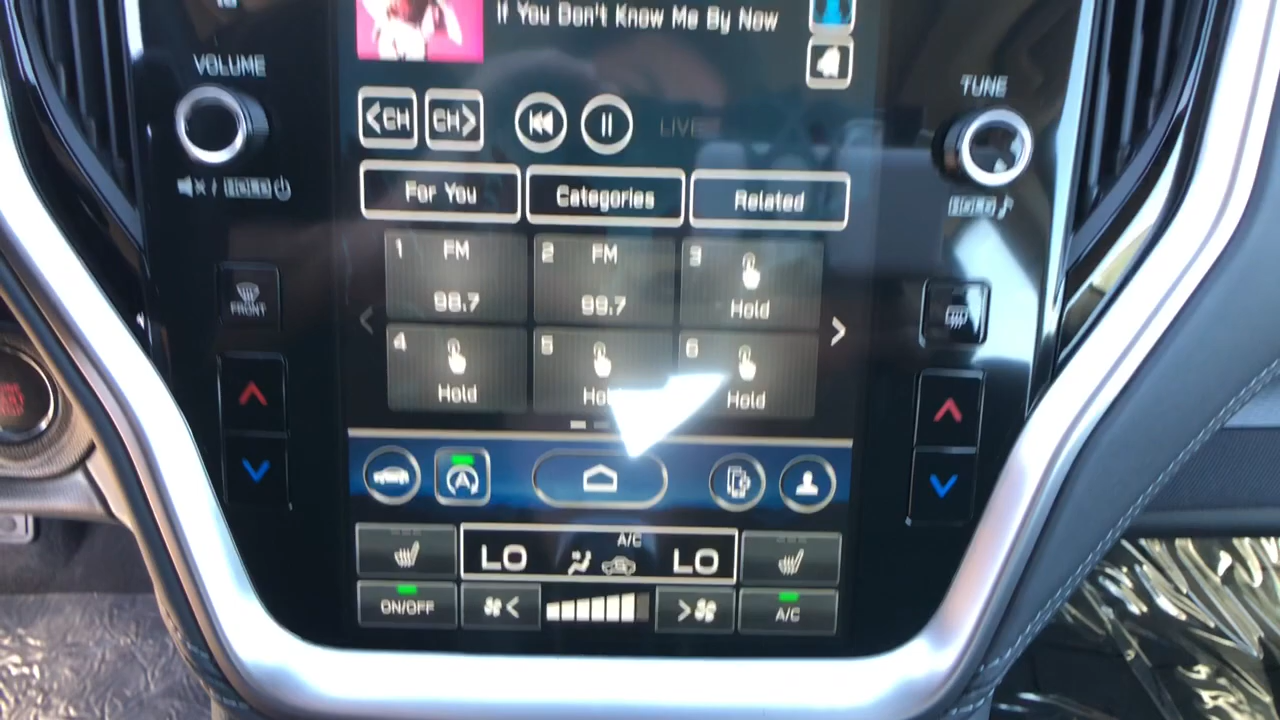 If You Don't Know Me By Now
VOLUME
TUNE
<CH
CH>
LIVE
For You
Categories
Related
1 FM
98.7
2 FM
99.7
3
Hold
4
Hold
5
Hold
6
Hold
FRONT
A
A/C
LO
LO
ON/OFF
A/C